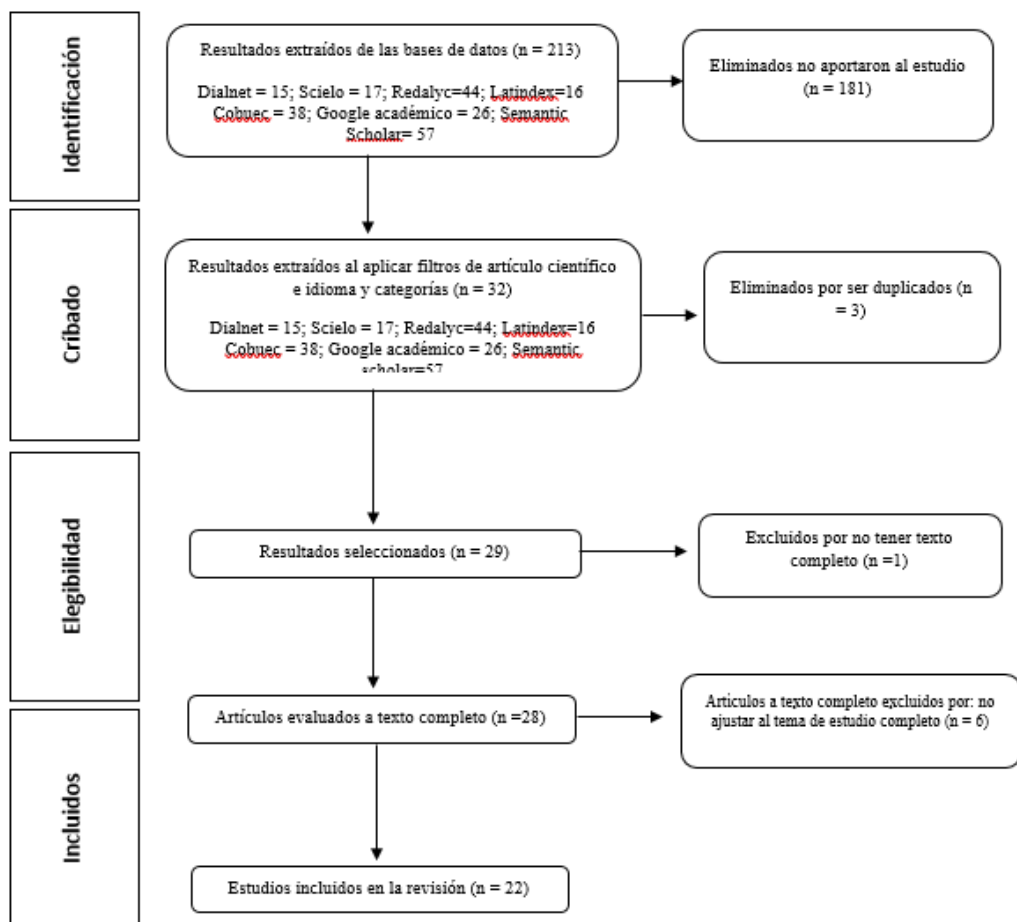 Identificación
Resultados extraídos de las bases de datos (n = 213)
Dialnet = 15; Scielo = 17; Redalyc=44; Latindex=16
Cobuec = 38; Google académico = 26; Semantic
Scholar= 57
Eliminados no aportaron al estudio
(n = 181)
Cribado
Resultados extraídos al aplicar filtros de artículo científico
e idioma y categorías (n = 32)
Dialnet = 15; Scielo = 17; Redalyc=44; Latindex=16
Cobuec = 38; Google académico = 26; Semantic
scholar=57
Eliminados por ser duplicados (n
= 3)
Elegibilidad
Resultados seleccionados (n = 29)
Excluidos por no tener texto
completo (n =1)
Artículos evaluados a texto completo (n =28)
Artículos a texto completo excluidos por: no
ajustar al tema de estudio completo (n = 6)
Incluidos
Estudios incluidos en la revisión (n = 22)